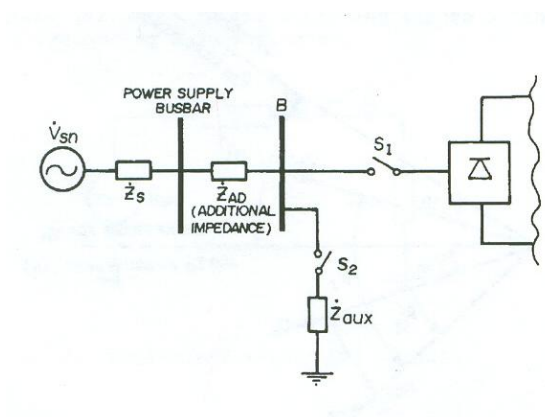 POWER SUPPLY
BUSBAR
B
V̇sn
S1
Żs
ŻAD
(ADDITIONAL
IMPEDANCE)
S2
Żaux